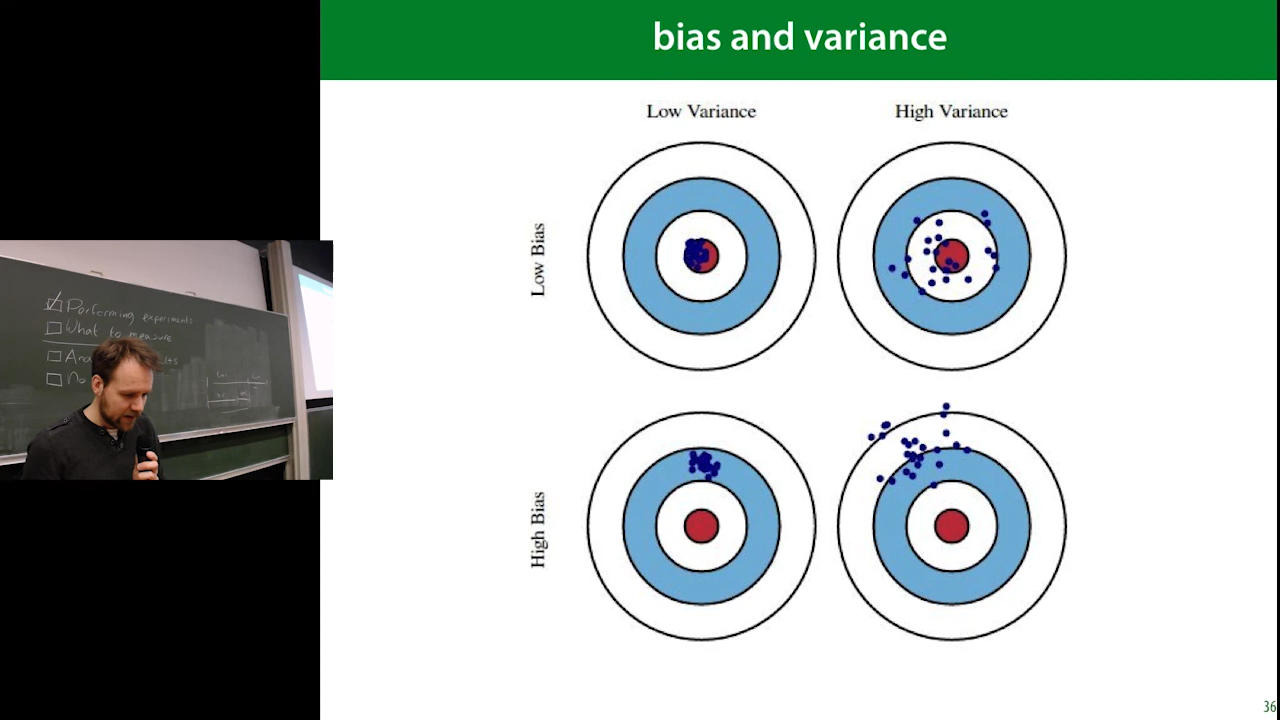 bias and variance
Low Variance
High Variance
Low Bias
High Bias
Performing experiments
What to measure
36